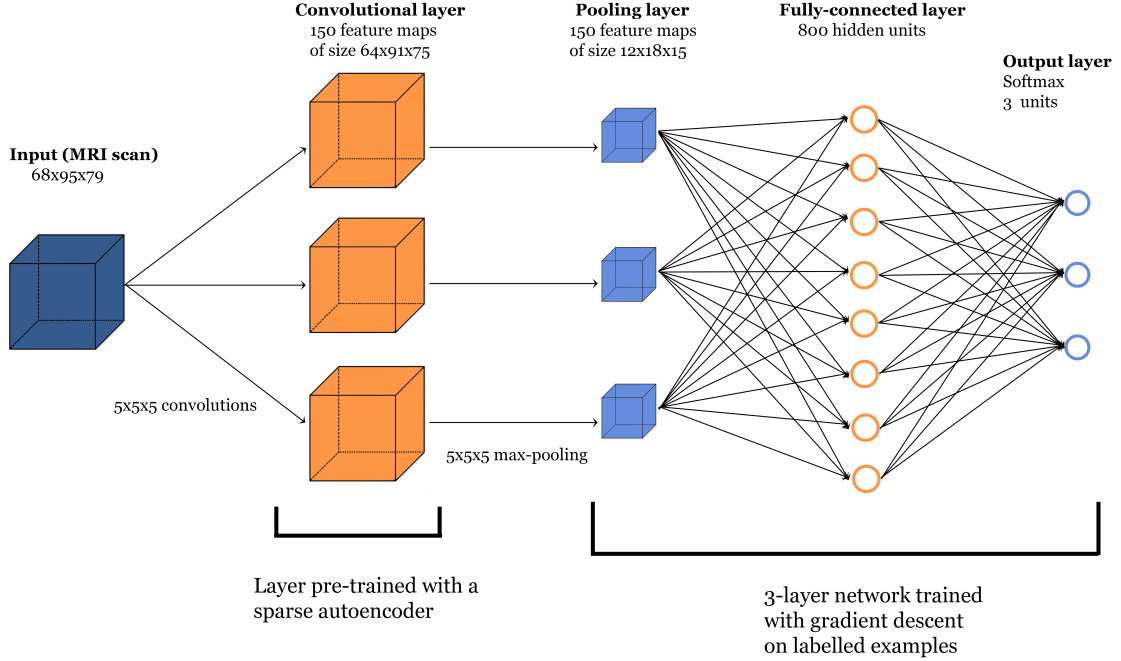 Convolutional layer
150 feature maps
of size 64x91x75
Pooling layer
150 feature maps
of size 12x18x15
Fully-connected layer
800 hidden units
Output layer
Softmax
3 units
Input (MRI scan)
68x95x79
5x5x5 convolutions
5x5x5 max-pooling
Layer pre-trained with a
sparse autoencoder
3-layer network trained
with gradient descent
on labelled examples